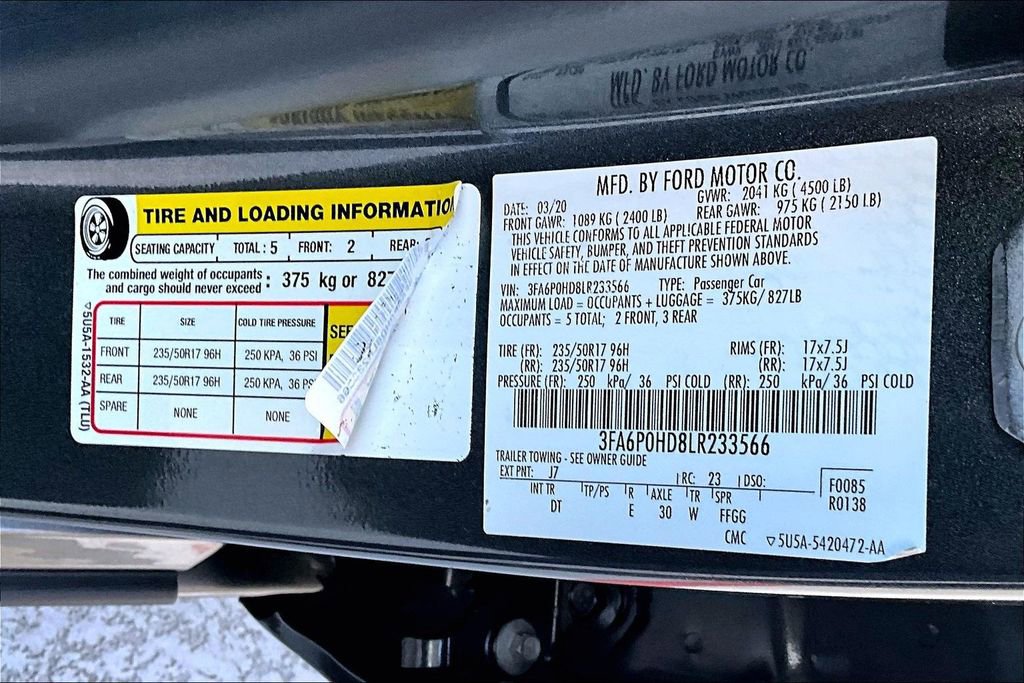 TIRE AND LOADING INFORMATIO
SEATING CAPACITY TOTAL: 5 FRONT: 2 REAR:
The combined weight of occupants
and cargo should never exceed : 375 kg or 827
TIRE SIZE COLD TIRE PRESSURE SEE
FRONT 235/50R17 96H 250 KPA, 36 PSI
REAR 235/50R17 96H 250 KPA, 36 PS
SPARE NONE NONE
▽5U5A-1532-AA (TLU)
MFD. BY FORD MOTOR CO.
DATE: 03/20 GVWR: 2041 KG ( 4500 LB)
FRONT GAWR: 1089 KG ( 2400 LB) REAR GAWR: 975 KG ( 2150 LB)
THIS VEHICLE CONFORMS TO ALL APPLICABLE FEDERAL MOTOR
VEHICLE SAFETY, BUMPER, AND THEFT PREVENTION STANDARDS
IN EFFECT ON THE DATE OF MANUFACTURE SHOWN ABOVE.
VIN: 3FA6P0HD8LR233566 TYPE: Passenger Car
MAXIMUM LOAD = OCCUPANTS + LUGGAGE = 375KG/ 827LB
OCCUPANTS = 5 TOTAL; 2 FRONT, 3 REAR
TIRE (FR): 235/50R17 96H RIMS (FR): 17x7.5J
(RR): 235/50R17 96H (RR): 17x7.5J
PRESSURE (FR): 250 kPa/ 36 PSI COLD (RR): 250 kPa/ 36 PSI COLD
3FA6P0HD8LR233566
TRAILER TOWING - SEE OWNER GUIDE
EXT PNT: J7 RC: 23 DSO: F0085
INT TR TP/PS R AXLE TR SPR R0138
DT E 30 W FFGG
CMC ▽5U5A-5420472-AA